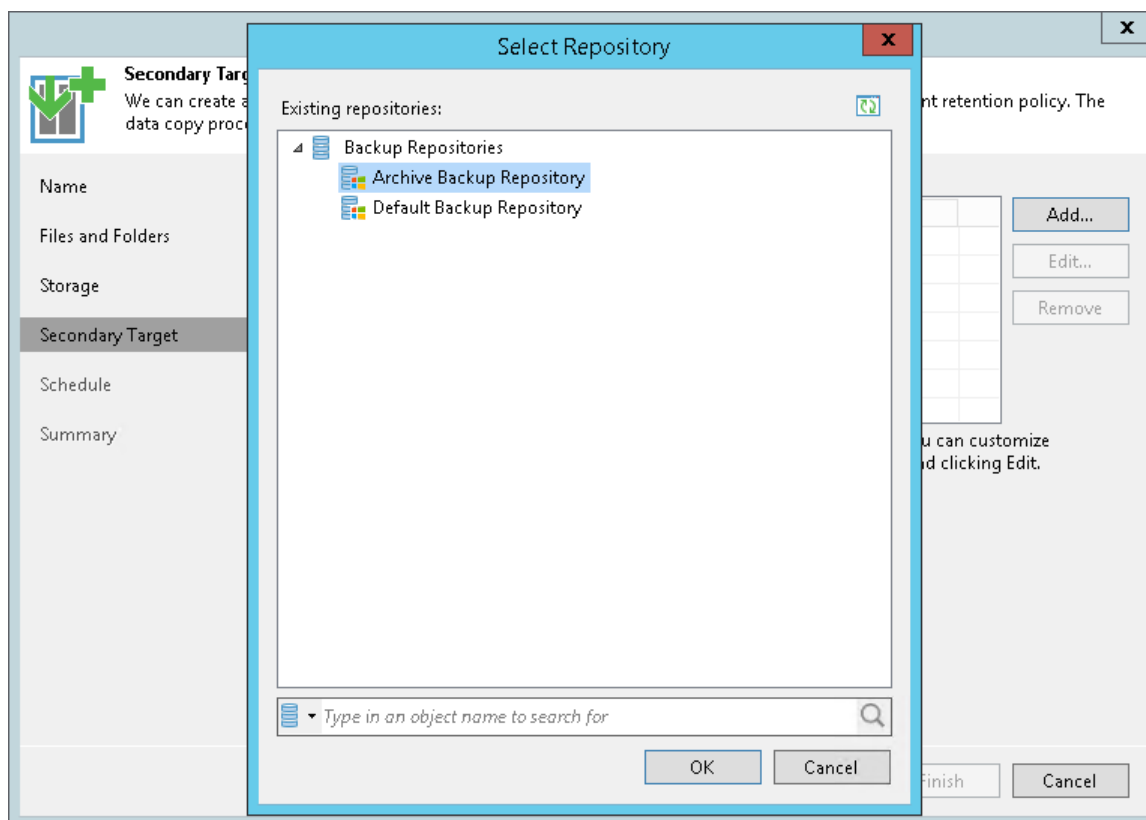 Select Repository
x
x
Secondary Targ
We can create a
nt retention policy. The
data copy proc
Existing repositories:
Backup Repositories
Archive Backup Repository
Default Backup Repository
Name
Files and Folders
Storage
Secondary Target
Schedule
Summary
Add...
Edit...
Remove
u can customize
d clicking Edit.
Type in an object name to search for
OK
Cancel
Finish
Cancel